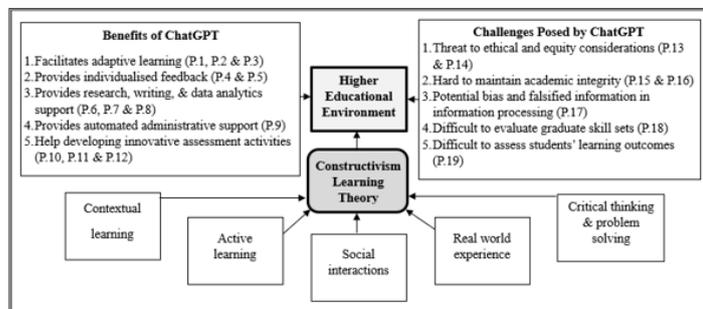 Benefits of ChatGPT
1.Facilitates adaptive learning (P.1, P.2 & P.3)
2.Provides individualised feedback (P.4 & P.5)
3.Provides research, writing, & data analytics
support (P.6, P.7 & P.8)
4.Provides automated administrative support (P.9)
5.Help developing innovative assessment activities
(P.10, P.11 & P.12)
Higher
Educational
Environment
Challenges Posed by ChatGPT
1.Threat to ethical and equity considerations (P.13
& P.14)
2.Hard to maintain academic integrity (P.15 & P.16)
3.Potential bias and falsified information in
information processing (P.17)
4.Difficult to evaluate graduate skill sets (P.18)
5.Difficult to assess students’ learning outcomes
(P.19)
Constructivism
Learning
Theory
Contextual
learning
Active
learning
Social
interactions
Real world
experience
Critical thinking
& problem
solving